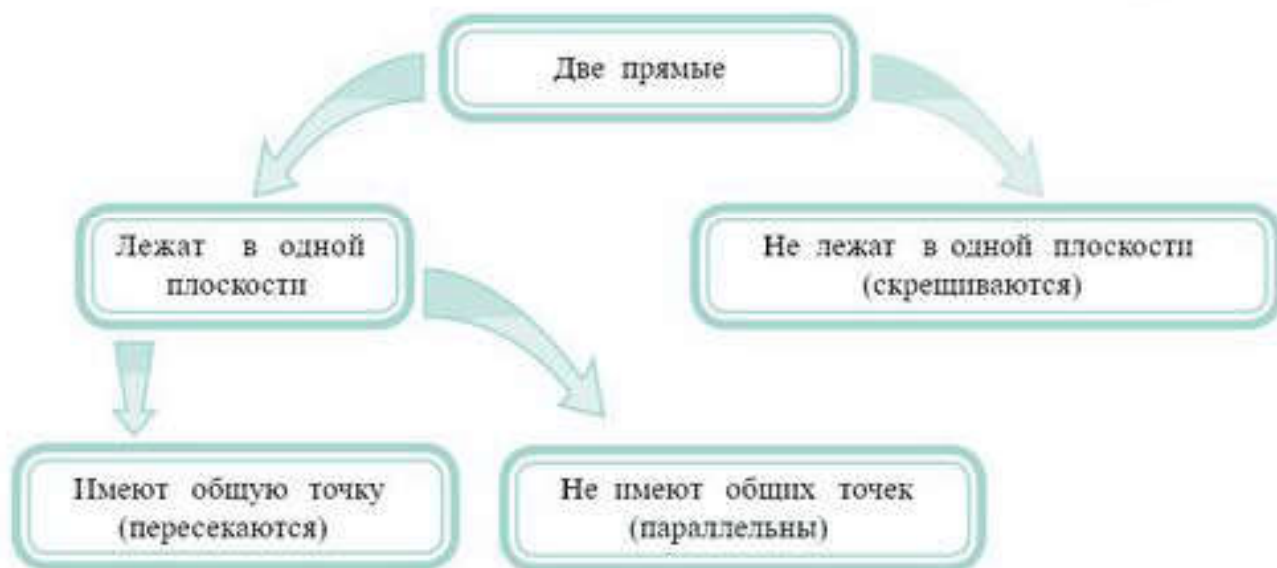 Две прямые
Лежат в одной
плоскости
Не лежат в одной плоскости
(скрещиваются)
Имеют общую точку
(пересекаются)
Не имеют общих точек
(параллельны)